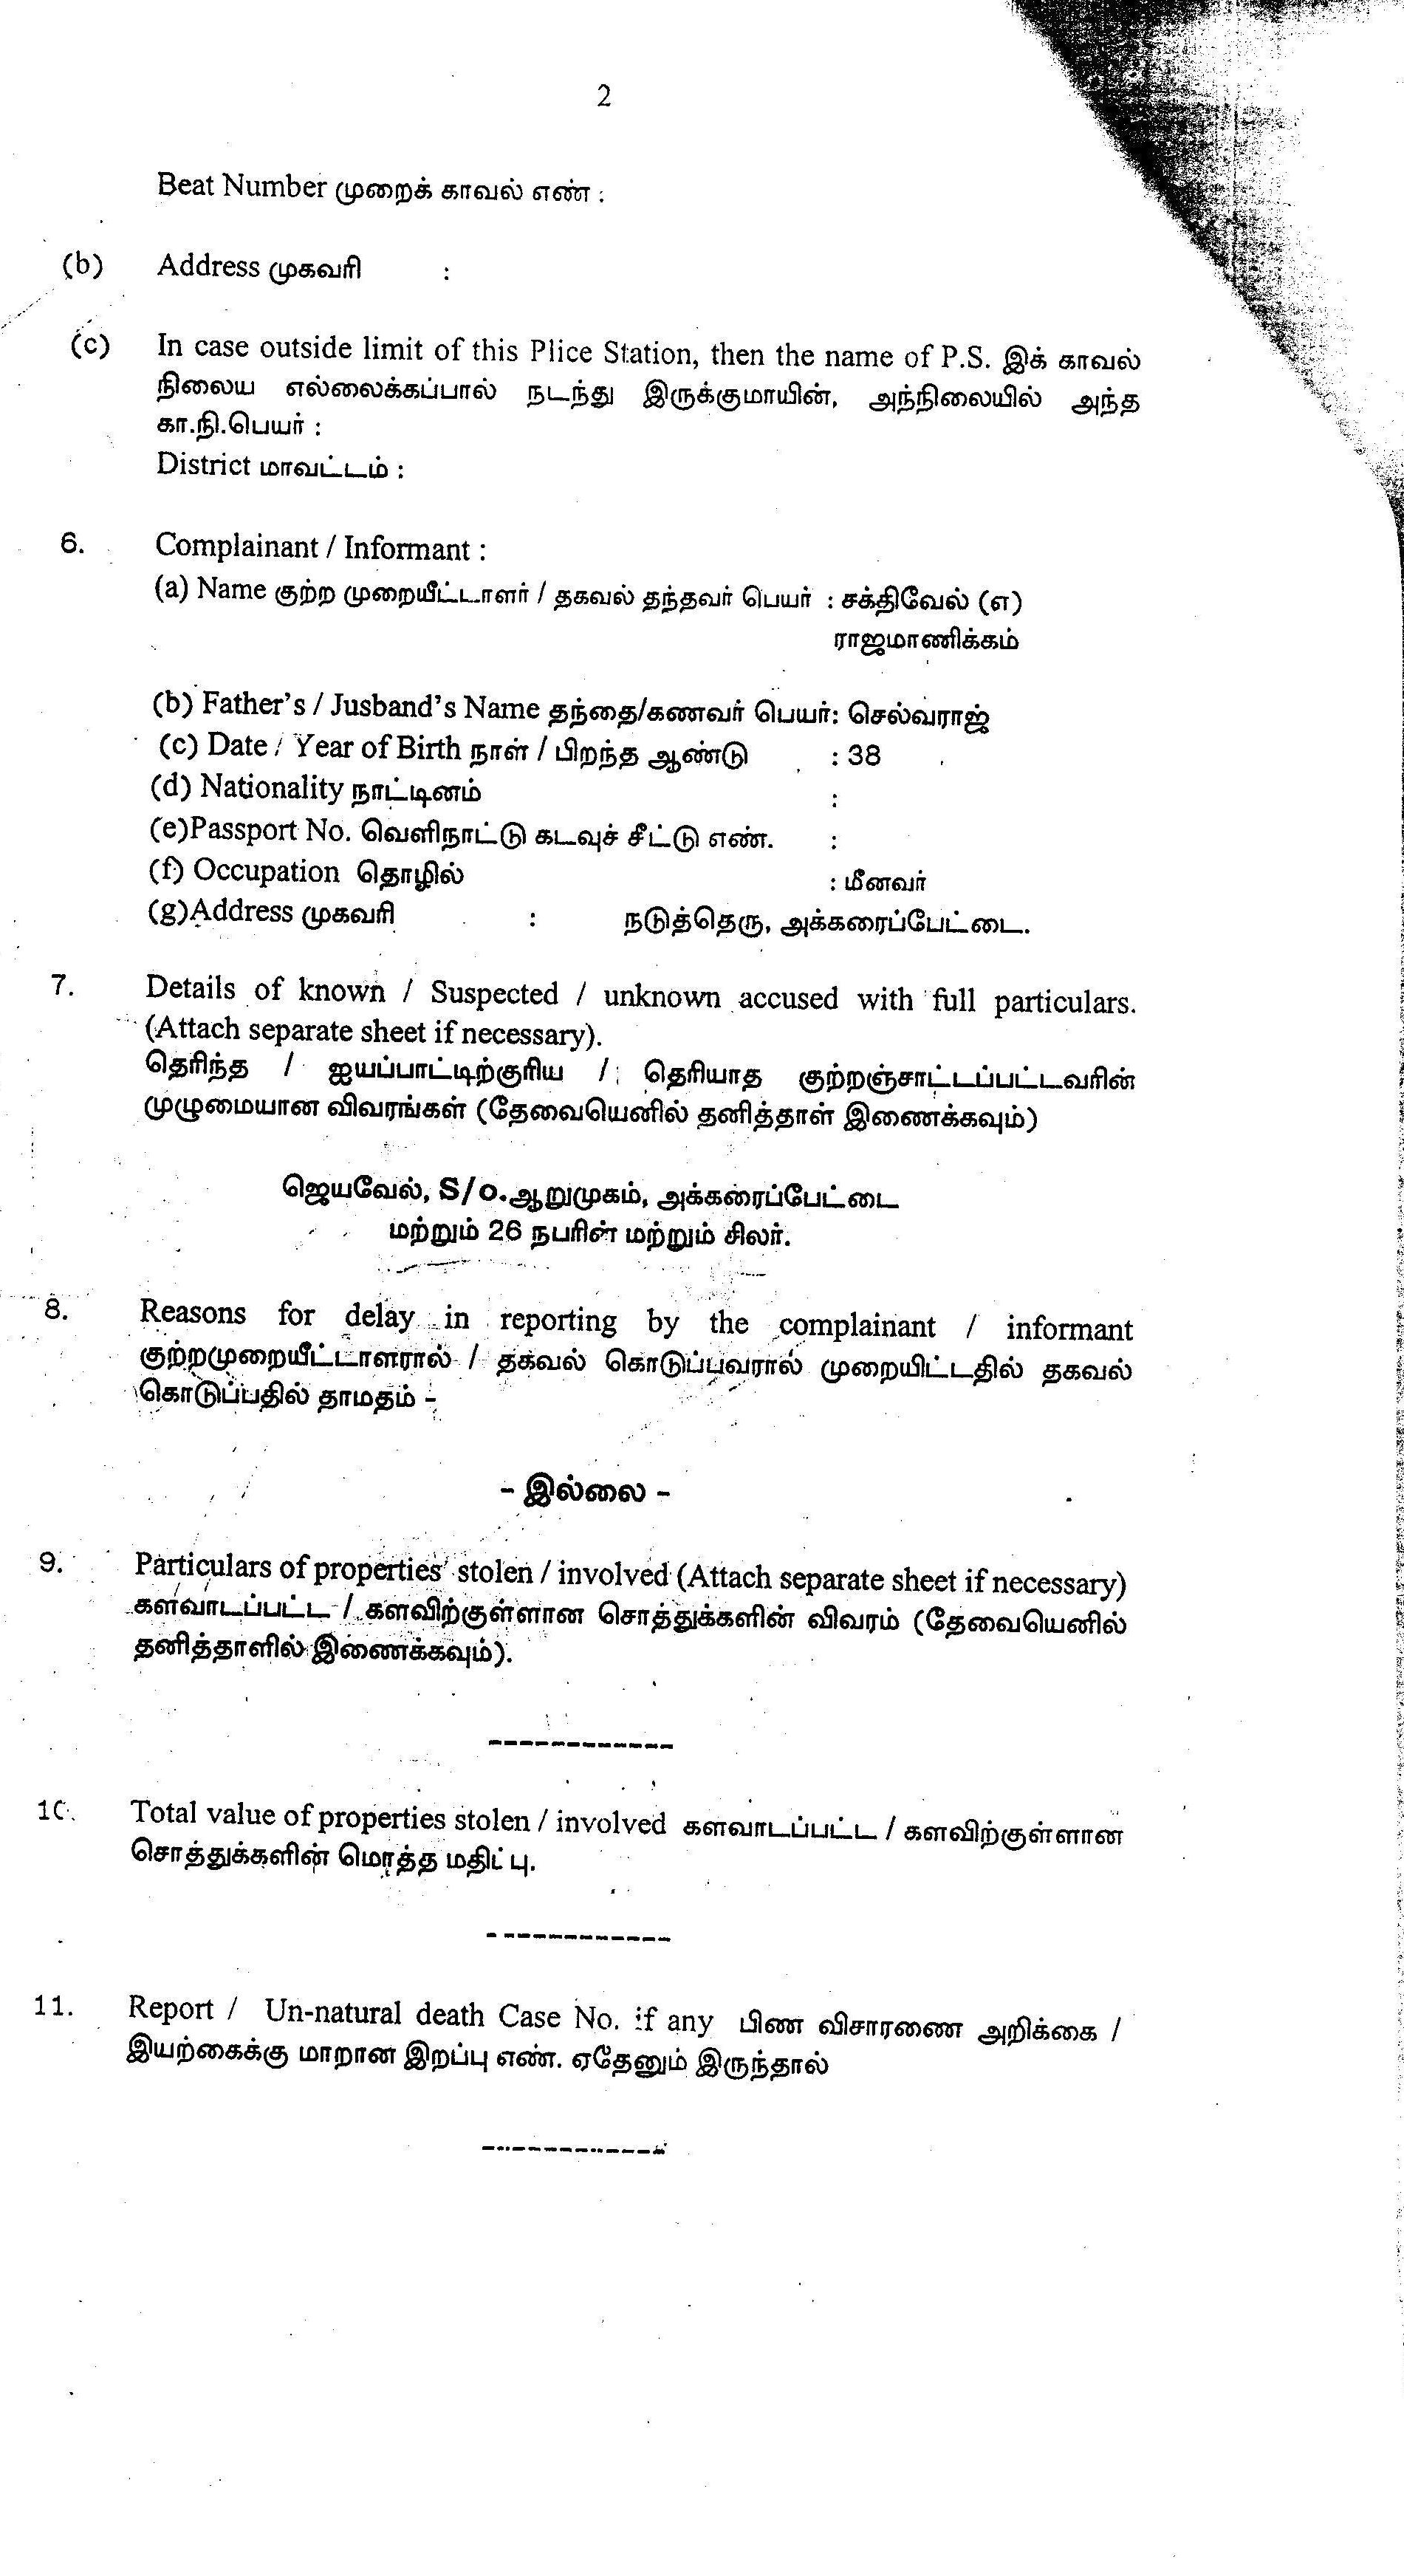 2
Beat Number முறைக் காவல் எண் :
(b) Address முகவரி :
(c) In case outside limit of this Plice Station, then the name of P.S. இக் காவல்
நிலைய எல்லைக்கப்பால் நடந்து இருக்குமாயின், அந்நிலையில் அந்த
கா.நி.பெயர் :
District மாவட்டம் :
6. Complainant / Informant :
(a) Name குற்ற முறையீட்டாளர் / தகவல் தந்தவர் பெயர் : சக்திவேல் (எ)
ராஜமாணிக்கம்
(b) Father's / Jusband's Name தந்தை/கணவர் பெயர்: செல்வராஜ்
(c) Date / Year of Birth நாள் / பிறந்த ஆண்டு : 38
(d) Nationality நாட்டினம் :
(e)Passport No. வெளிநாட்டு கடவுச் சீட்டு எண். :
(f) Occupation தொழில் : மீனவர்
(g)Address முகவரி : நடுத்தெரு, அக்கரைப்பேட்டை.
7. Details of known / Suspected / unknown accused with full particulars.
(Attach separate sheet if necessary).
தெரிந்த / ஐயப்பாட்டிற்குரிய / தெரியாத குற்றஞ்சாட்டப்பட்டவரின்
முழுமையான விவரங்கள் (தேவையெனில் தனித்தாள் இணைக்கவும்)
ஜெயவேல், S/o.ஆறுமுகம், அக்கரைப்பேட்டை
மற்றும் 26 நபரின் மற்றும் சிலர்.
8. Reasons for delay in reporting by the complainant / informant
குற்றமுறையீட்டாளரால் / தகவல் கொடுப்பவரால் முறையிட்டதில் தகவல்
கொடுப்பதில் தாமதம் -
- இல்லை -
9. Particulars of properties stolen / involved (Attach separate sheet if necessary)
களவாடப்பட்ட / களவிற்குள்ளான சொத்துக்களின் விவரம் (தேவையெனில்
தனித்தாளில் இணைக்கவும்).
------------
10. Total value of properties stolen / involved களவாடப்பட்ட / களவிற்குள்ளான
சொத்துக்களின் மொத்த மதிப்பு.
------------
11. Report / Un-natural death Case No. if any பிண விசாரணை அறிக்கை /
இயற்கைக்கு மாறான இறப்பு எண். ஏதேனும் இருந்தால்
------------